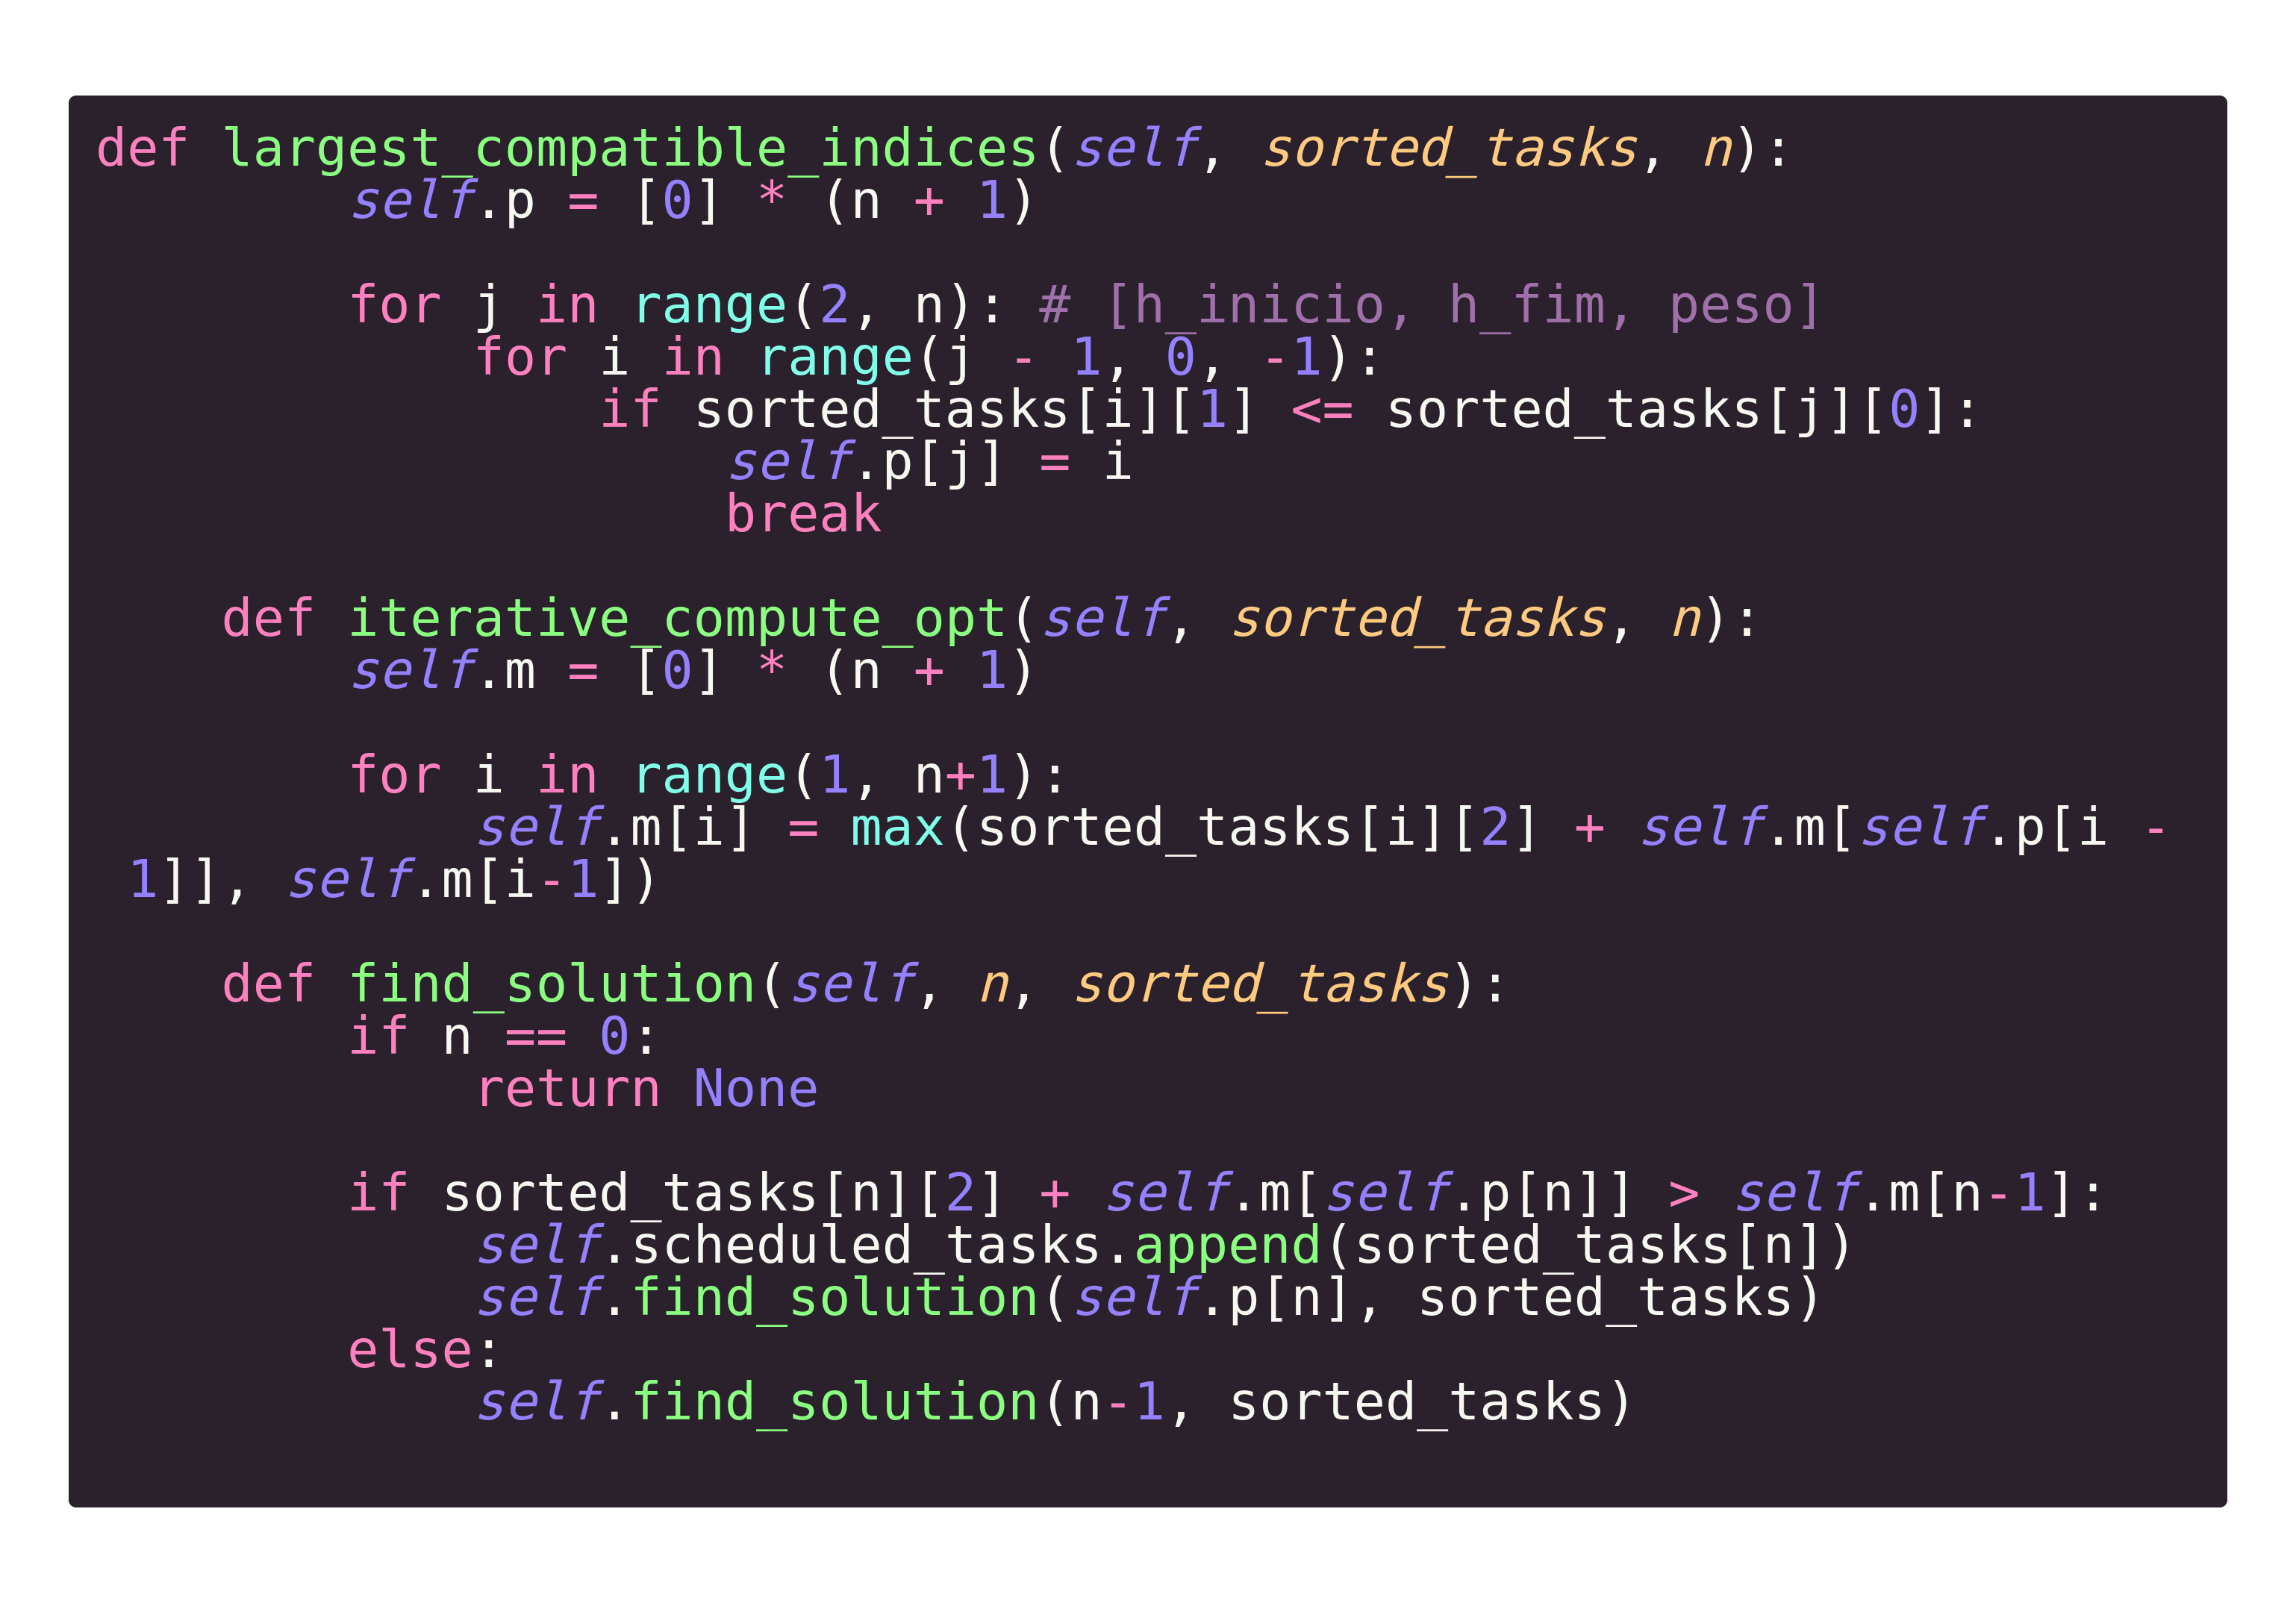 def largest_compatible_indices(self, sorted_tasks, n):
        self.p = [0] * (n + 1)

        for j in range(2, n): # [h_inicio, h_fim, peso]
            for i in range(j - 1, 0, -1):
                if sorted_tasks[i][1] <= sorted_tasks[j][0]:
                    self.p[j] = i
                    break

    def iterative_compute_opt(self, sorted_tasks, n):
        self.m = [0] * (n + 1)

        for i in range(1, n+1):
            self.m[i] = max(sorted_tasks[i][2] + self.m[self.p[i -
 1]], self.m[i-1])

    def find_solution(self, n, sorted_tasks):
        if n == 0:
            return None

        if sorted_tasks[n][2] + self.m[self.p[n]] > self.m[n-1]:
            self.scheduled_tasks.append(sorted_tasks[n])
            self.find_solution(self.p[n], sorted_tasks)
        else:
            self.find_solution(n-1, sorted_tasks)